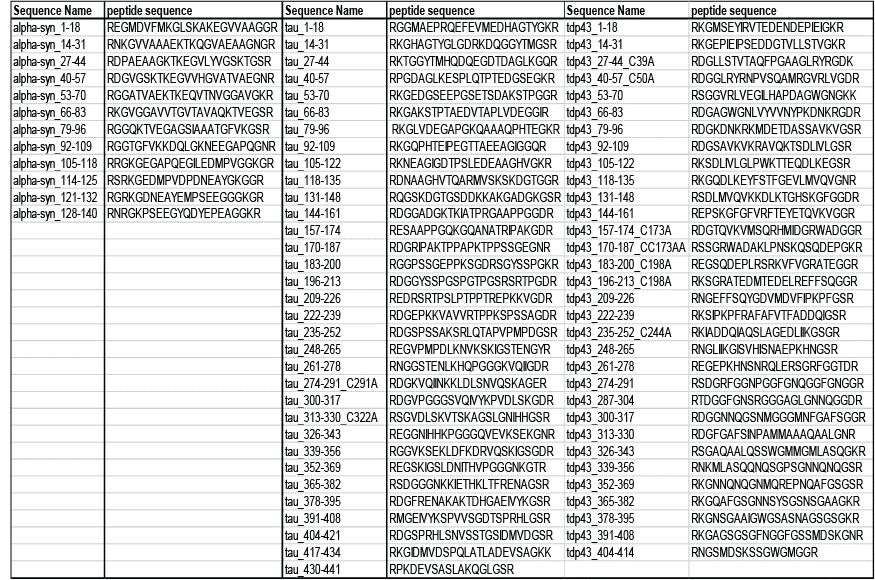 Sequence Name peptide sequence Sequence Name peptide sequence Sequence Name peptide sequence
alpha-syn_1-18 REGMDVFMKGLSKAKEGVVAAGGR tau_1-18 RGGMAEPRQEFEVMEDHAGTYGKR tdp43_1-18 RKGMSEYIRVTEDENDEPIEIGKR
alpha-syn_14-31 RNKGVVAAAEKTKQGVAEAAGNGR tau_14-31 RKGHAGTYGLGDRKDQGGYTMGSR tdp43_14-31 RKGEPIEIPSEDDGTVLLSTVGKR
alpha-syn_27-44 RDPAEAAGKTKEGVLYVGSKTGSR tau_27-44 RKTGGYTMHQDQEGDTDAGLKGQR tdp43_27-44_C39A RDGLLSTVTAQFPGAAGLRYRGDK
alpha-syn_40-57 RDGVGSKTKEGVVHGVATVAEGNR tau_40-57 RPGDAGLKESPLQTPTEDGSEGKR tdp43_40-57_C50A RDGGLRYRNPVSQAMRGVRLVGDR
alpha-syn_53-70 RGGATVAEKTKEQVTNVGGAVGKR tau_53-70 RKGEDGSEEPGSETSDAKSTPGGR tdp43_53-70 RSGGVRLVEGILHAPDAGWGNGKK
alpha-syn_66-83 RKGVGGAVVTGVTAVAQKTVEGSR tau_66-83 RKGAKSTPTAEDVTAPLVDEGGIR tdp43_66-83 RDGAGWGNLVYVVNYPKDNKRGDR
alpha-syn_79-96 RGGQKTVEGAGSIAAATGFVKGSR tau_79-96 RKGLVDEGAPGKQAAAQPHTEGKR tdp43_79-96 RDGKDNKRKMDETDASSAVKVGSR
alpha-syn_92-109 RGGTGFVKKDQLGKNEEGAPQGNR tau_92-109 RKGQPHTEIPEGTTAEEAGIGGQR tdp43_92-109 RDGSAVKVKRAVQKTSDLIVLGSR
alpha-syn_105-118 RRGKGEGAPQEGILEDMPVGGKGR tau_105-122 RKNEAGIGDTPSLEDEAAGHVGKR tdp43_105-122 RKSDLIVLGLPWKTTEQDLKEGSR
alpha-syn_114-125 RSRKGEDMPVDPDNEAYGKGGR tau_118-135 RDNAAGHVTQARMVSKSKDGTGGR tdp43_118-135 RKGQDLKEYFSTFGEVLMVQVGNR
alpha-syn_121-132 RGRKGDNEAYEMPSEEGGGKGR tau_131-148 RQGSKDGTGSDDKKAKGADGKGSR tdp43_131-148 RSDLMVQVKKDLKTGHSKGFGGDR
alpha-syn_128-140 RNRGKPSEEGYQDYEPEAGGKR tau_144-161 RDGGADGKTKIATPRGAAPPGGDR tdp43_144-161 REPSKGFGFVRFTEYETQVKVGGR
tau_157-174 RESAAPPGQKGQANATRIPAKGDR tdp43_157-174_C173A RDGTQVKVMSQRHMIDGRWADGGR
tau_170-187 RDGRIPAKTPPAPKTPPSSGEGNR tdp43_170-187_CC173AA RSSGRWADAKLPNSKQSQDEPGKR
tau_183-200 RGGPSSGEPPKSGDRSGYSSPGKR tdp43_183-200_C198A REGSQDEPLRSRKVFVGRATEGGR
tau_196-213 RDGGYSSPGSPGTPGSRSRTPGDR tdp43_196-213_C198A RKSGRATEDMTEDELREFFSQGGR
tau_209-226 REDRSRTPSLPTPPTREPKKVGDR tdp43_209-226 RNGEFFSQYGDVMDVFIPKPFGSR
tau_222-239 RDGEPKKVAVVRTPPKSPSSAGDR tdp43_222-239 RKSIPKPFRAFAFVTFADDQIGSR
tau_235-252 RDGSPSSAKSRLQTAPVPMPDGSR tdp43_235-252_C244A RKIADDQIAQSLAGEDLIIKGSGR
tau_248-265 REGVPMPDLKNVKSKIGSTENGYR tdp43_248-265 RNGLIIKGISVHISNAEPKHNGSR
tau_261-278 RNGGSTENLKHQPGGGKVQIIGDR tdp43_261-278 REGEPKHNSNRQLERSGRFGGTDR
tau_274-291_C291A RDGKVQIINKKLDLSNVQSKAGER tdp43_274-291 RSDGRFGGNPGGFGNQGGFGNGGR
tau_300-317 RDGVPGGGSVQIVYKPVDLSKGDR tdp43_287-304 RTDGGFGNSRGGGAGLGNNQGGDR
tau_313-330_C322A RSGVDLSKVTSKAGSLGNIHHGSR tdp43_300-317 RDGGNNQGSNMGGGMNFGAFSGGR
tau_326-343 REGGNIHHKPGGGQVEVKSEKGNR tdp43_313-330 RDGFGAFSINPAMMAAAQAALGNR
tau_339-356 RGGVKSEKLDFKDRVQSKIGSGDR tdp43_326-343 RSGAQAALQSSWGMMGMLASQGKR
tau_352-369 REGSKIGSLDNITHVPGGGNKGTR tdp43_339-356 RNKMLASQQNQSGPSGNNQNQGSR
tau_365-382 RSDGGGNKKIETHKLTFRENAGSR tdp43_352-369 RKGNNQNQGNMQREPNQAFGSGSR
tau_378-395 RDGFRENAKAKTDHGAEIVYKGSR tdp43_365-382 RKGQAFGSGNNSYSGSNSGAAGKR
tau_391-408 RMGEIVYKSPVVSGDTSPRHLGSR tdp43_378-395 RKGNSGAAIGWGSASNAGSGSGKR
tau_404-421 RDGSPRHLSNVSSTGSIDMVDGSR tdp43_391-408 RKGAGSGSGFNGGFGSSMDSKGNR
tau_417-434 RKGIDMVDSPQLATLADEVSAGKK tdp43_404-414 RNGSMDSKSSGWGMGGR
tau_430-441 RPKDEVSASLAKQGLGSR